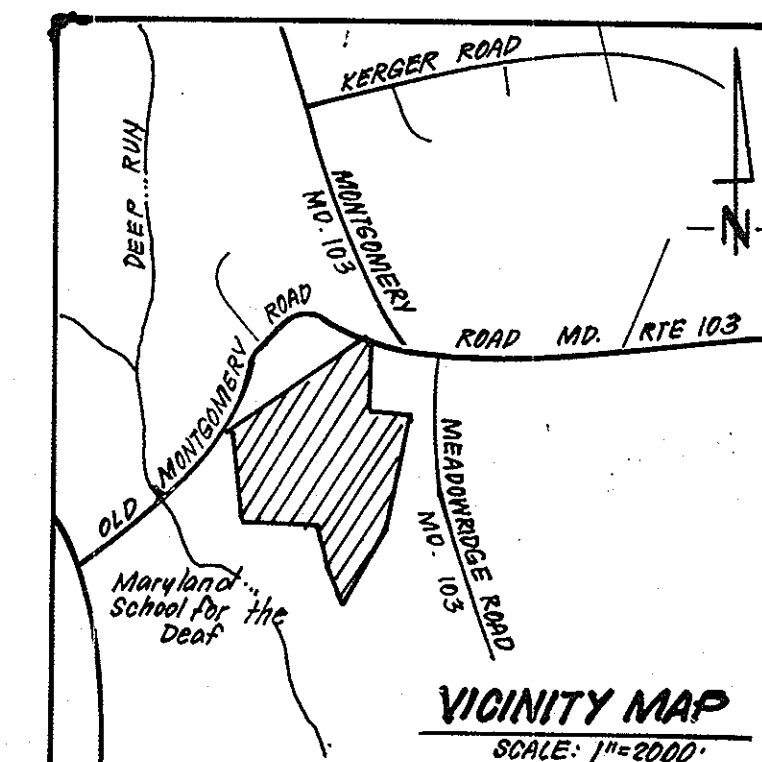 KERGER ROAD
DEEP RUN
MONTGOMERY
MD. 103
N
ROAD
ROAD MD. RTE 103
OLD MONTGOMERY
MEADOWRIDGE ROAD
MD. 103
Maryland
School for the
Deaf
VICINITY MAP
SCALE: 1"=2000'